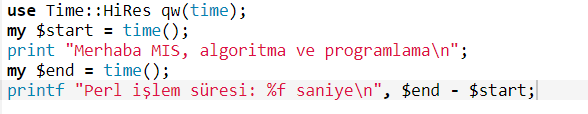 use Time::HiRes qw(time);
my $start = time();
print "Merhaba MIS, algoritma ve programlama\n";
my $end = time();
printf "Perl işlem süresi: %f saniye\n", $end - $start;